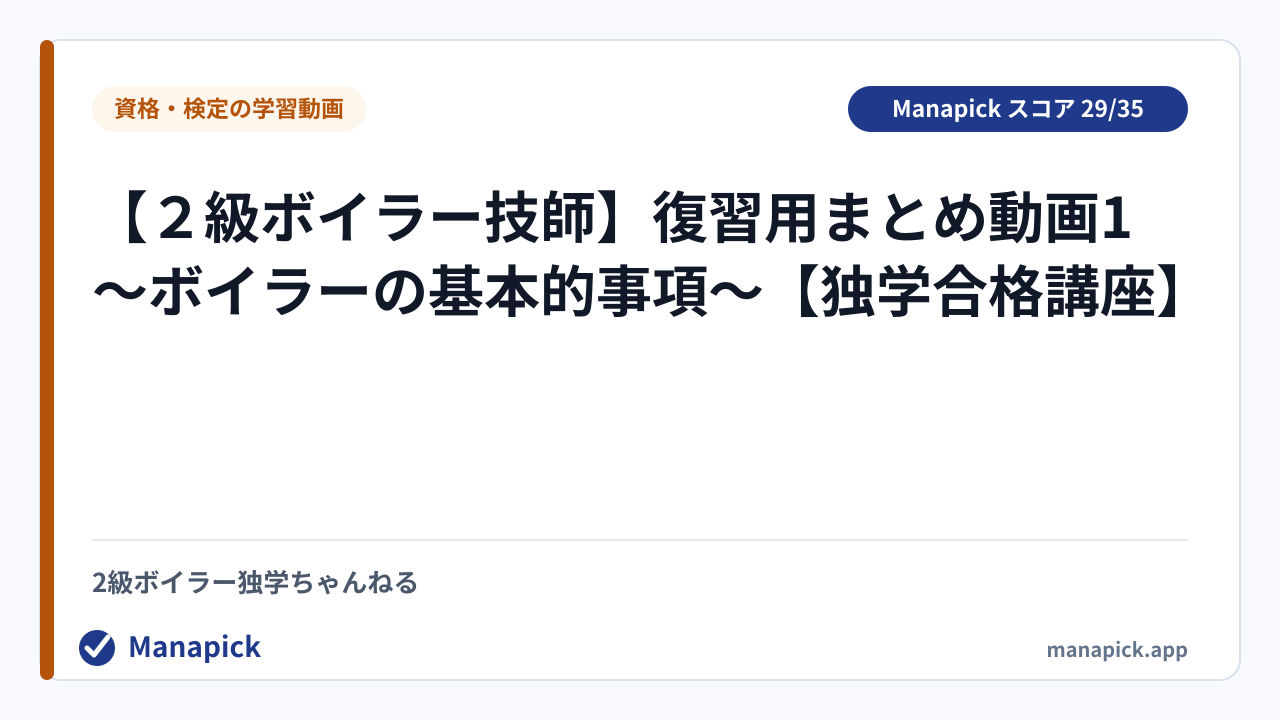 資格・検定の学習動画
Manapick スコア 29/35
【２級ボイラー技師】復習用まとめ動画1
〜ボイラーの基本的事項〜【独学合格講座】
2級ボイラー独学ちゃんねる
Manapick
manapick.app